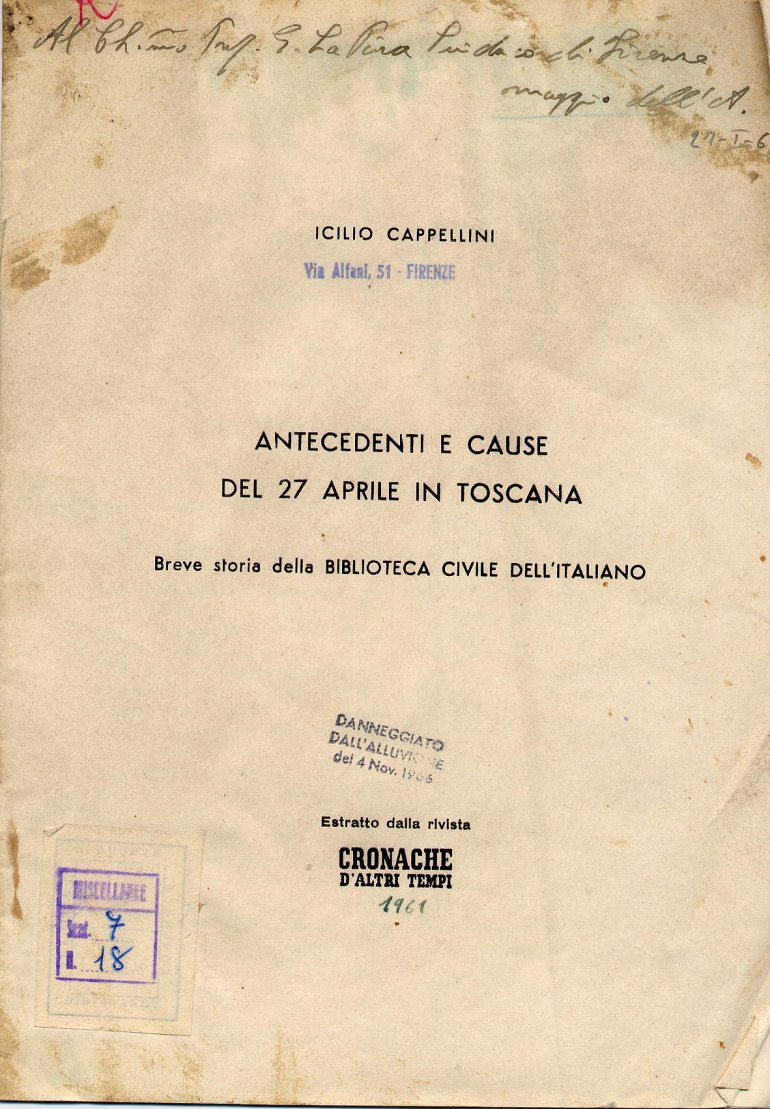 Al Ch.mo Prof. G. La Pira Sindaco di Firenze
omaggio dell'A.
ICILIO CAPPELLINI
Via Alfani, 51 - FIRENZE
ANTECEDENTI E CAUSE
DEL 27 APRILE IN TOSCANA
Breve storia della BIBLIOTECA CIVILE DELL'ITALIANO
DANNEGGIATO
DALL'ALLUVIONE
del 4 Nov. 1966
Estratto dalla rivista
CRONACHE
D'ALTRI TEMPI
1961
MISCELLANEE
Scat. 7
N. 18